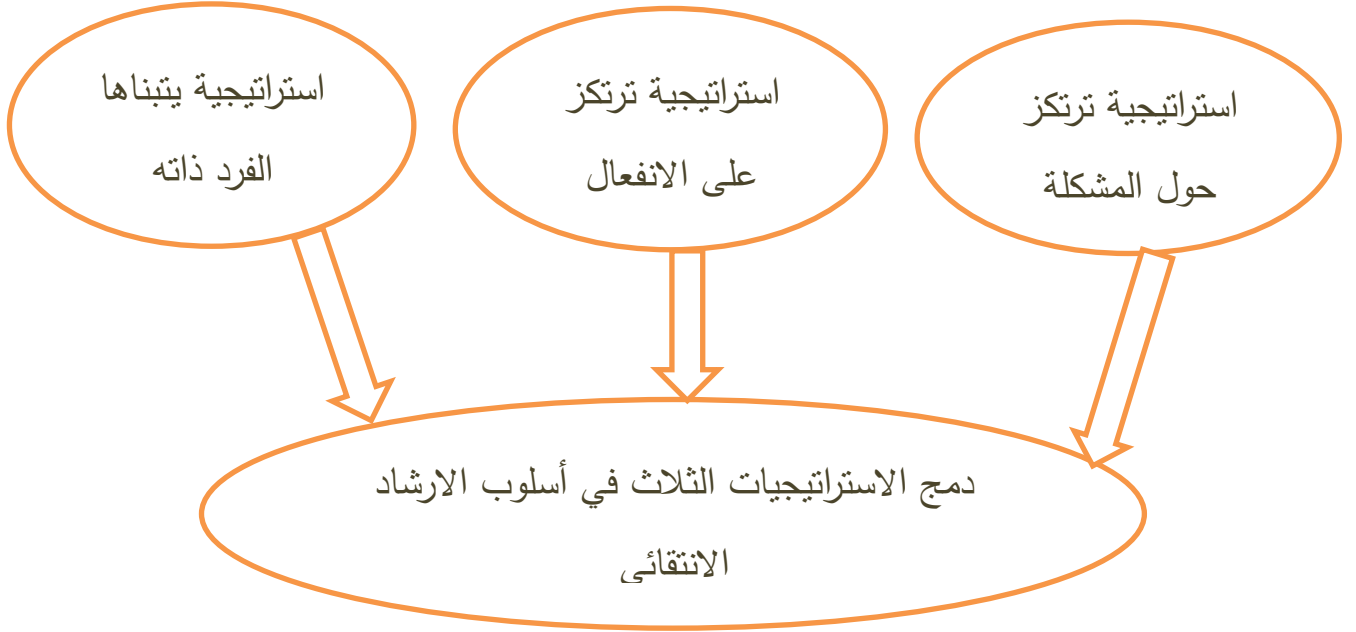 استراتيجية ترتكز
حول المشكلة
استراتيجية ترتكز
على الانفعال
استراتيجية يتبناها
الفرد ذاته
دمج الاستراتيجيات الثلاث في أسلوب الارشاد
الانتقائي